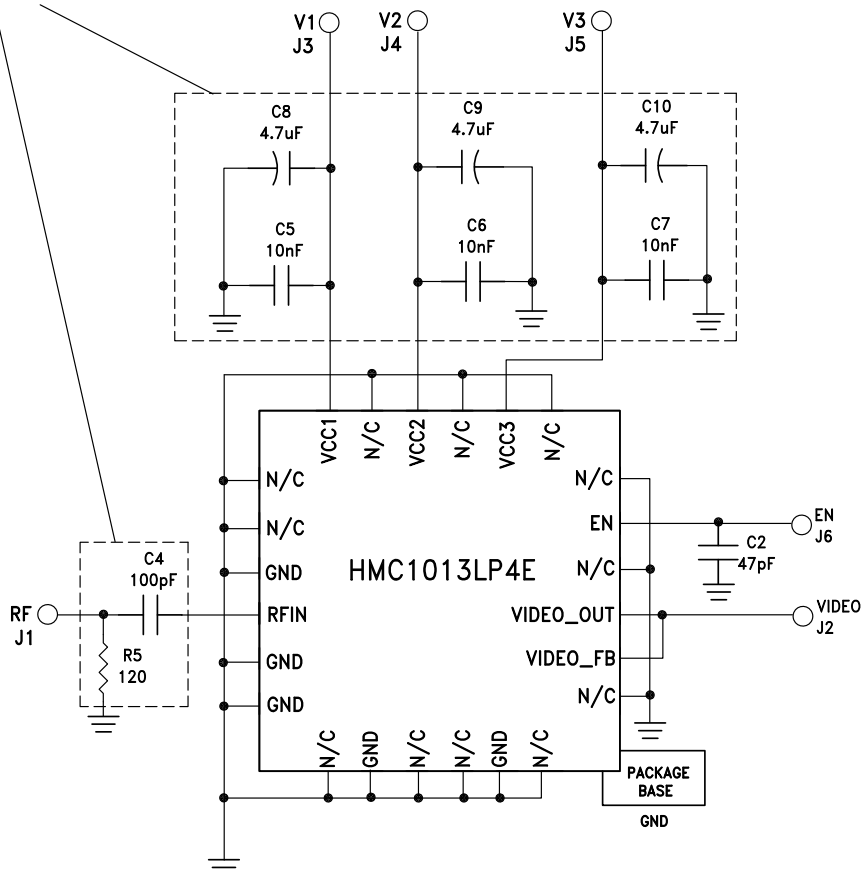 V1
J3
V2
J4
V3
J5
C8
4.7uF
C9
4.7uF
C10
4.7uF
C5
10nF
C6
10nF
C7
10nF
VCC1
N/C
VCC2
N/C
VCC3
N/C
N/C
N/C
GND
RFIN
GND
GND
HMC1013LP4E
N/C
EN
N/C
VIDEO_OUT
VIDEO_FB
N/C
N/C
GND
N/C
N/C
GND
N/C
RF
J1
C4
100pF
R5
120
EN
J6
C2
47pF
VIDEO
J2
PACKAGE
BASE
GND